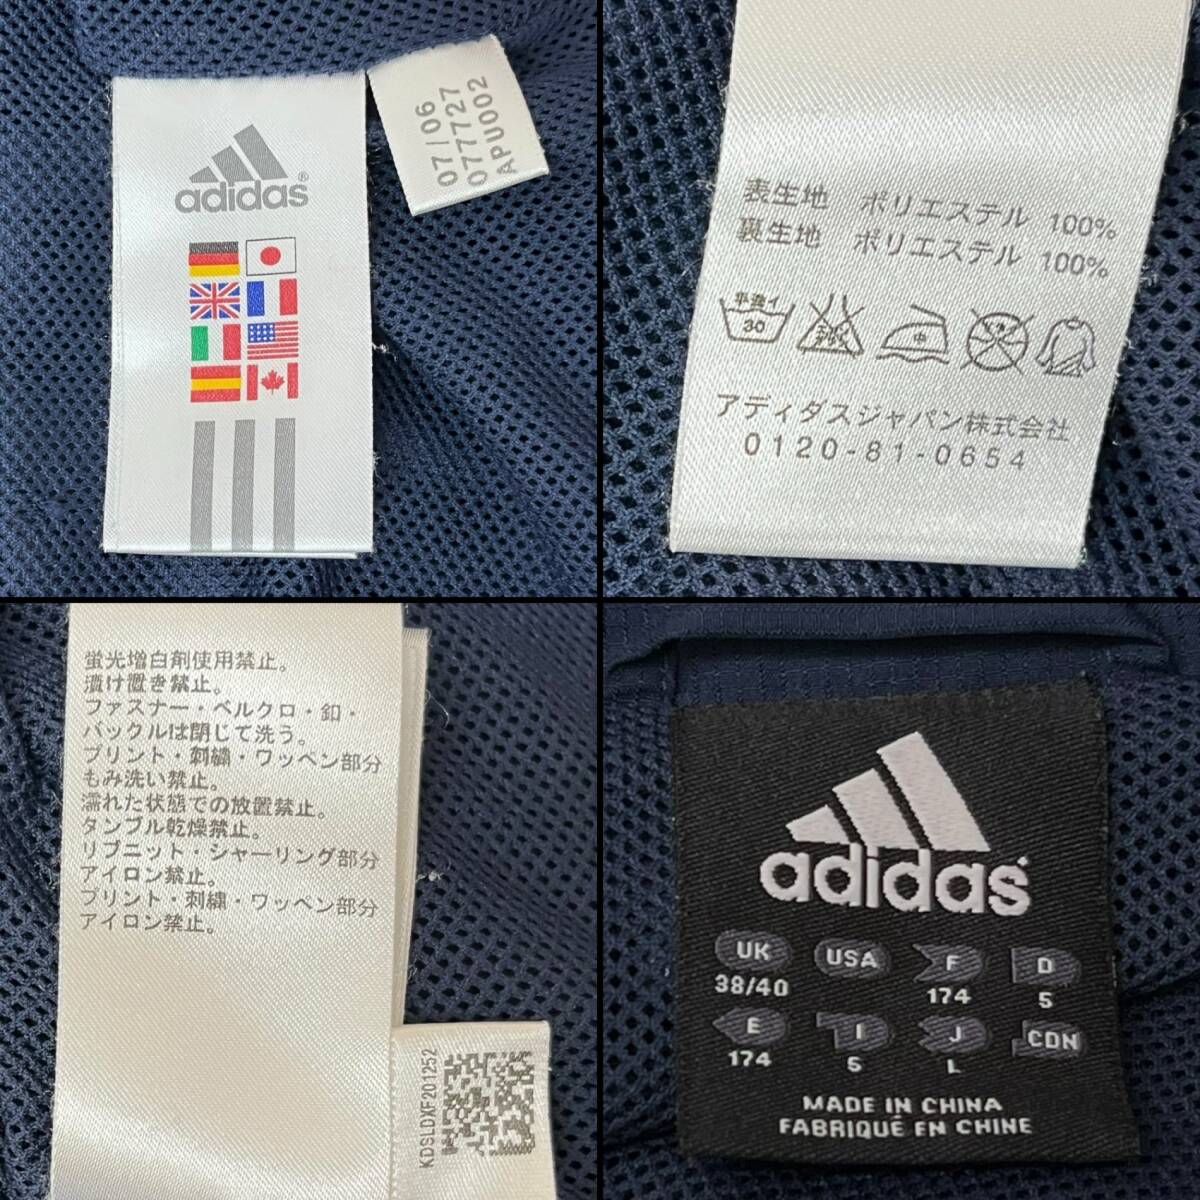 adidas®
07/06
077727
APU002
表生地 ポリエステル 100%
裏生地 ポリエステル 100%
30
中
アディダスジャパン株式会社
0120-81-0654
蛍光増白剤使用禁止。
漬け置き禁止。
ファスナー・ベルクロ・釦・
バックルは閉じて洗う。
プリント・刺繍・ワッペン部分
もみ洗い禁止。
濡れた状態での放置禁止。
タンブル乾燥禁止。
リブニット・シャーリング部分
アイロン禁止。
プリント・刺繍・ワッペン部分
アイロン禁止。
KDSLDXF201252
adidas
UK USA F D
38/40 174 5
E I J CDN
174 5 L
MADE IN CHINA
FABRIQUÉ EN CHINE